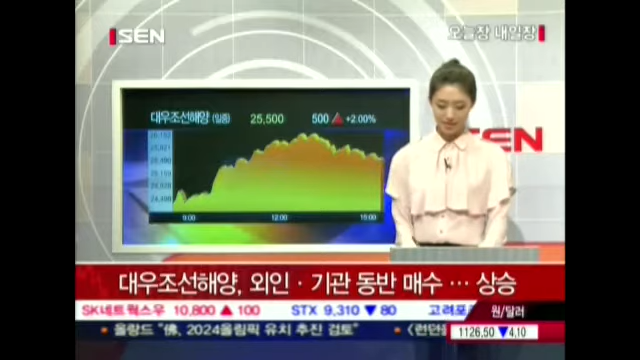 SEN
오늘장 내일장
대우조선해양 (일중) 25,500 500 ▲ +2.00%
9:00 12:00 15:00
SEN
대우조선해양, 외인 · 기관 동반 매수 … 상승
SK네트웍스우 10,800 ▲ 100 STX 9,310 ▼ 80 고려포 원/달러
• 올랑드 "佛, 2024올림픽 유치 추진 검토" • <런던올 1126,50 ▼4,10